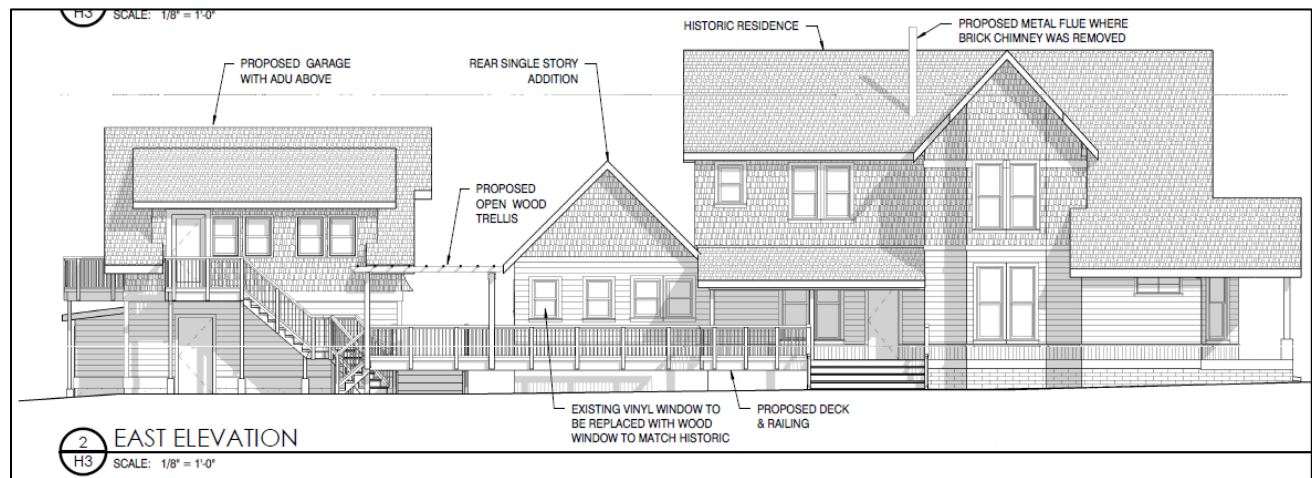 H3
SCALE: 1/8" = 1'-0"
HISTORIC RESIDENCE
PROPOSED METAL FLUE WHERE
BRICK CHIMNEY WAS REMOVED
PROPOSED GARAGE
WITH ADU ABOVE
REAR SINGLE STORY
ADDITION
PROPOSED
OPEN WOOD
TRELLIS
EXISTING VINYL WINDOW TO
BE REPLACED WITH WOOD
WINDOW TO MATCH HISTORIC
PROPOSED DECK
& RAILING
2
H3
EAST ELEVATION
SCALE: 1/8" = 1'-0"